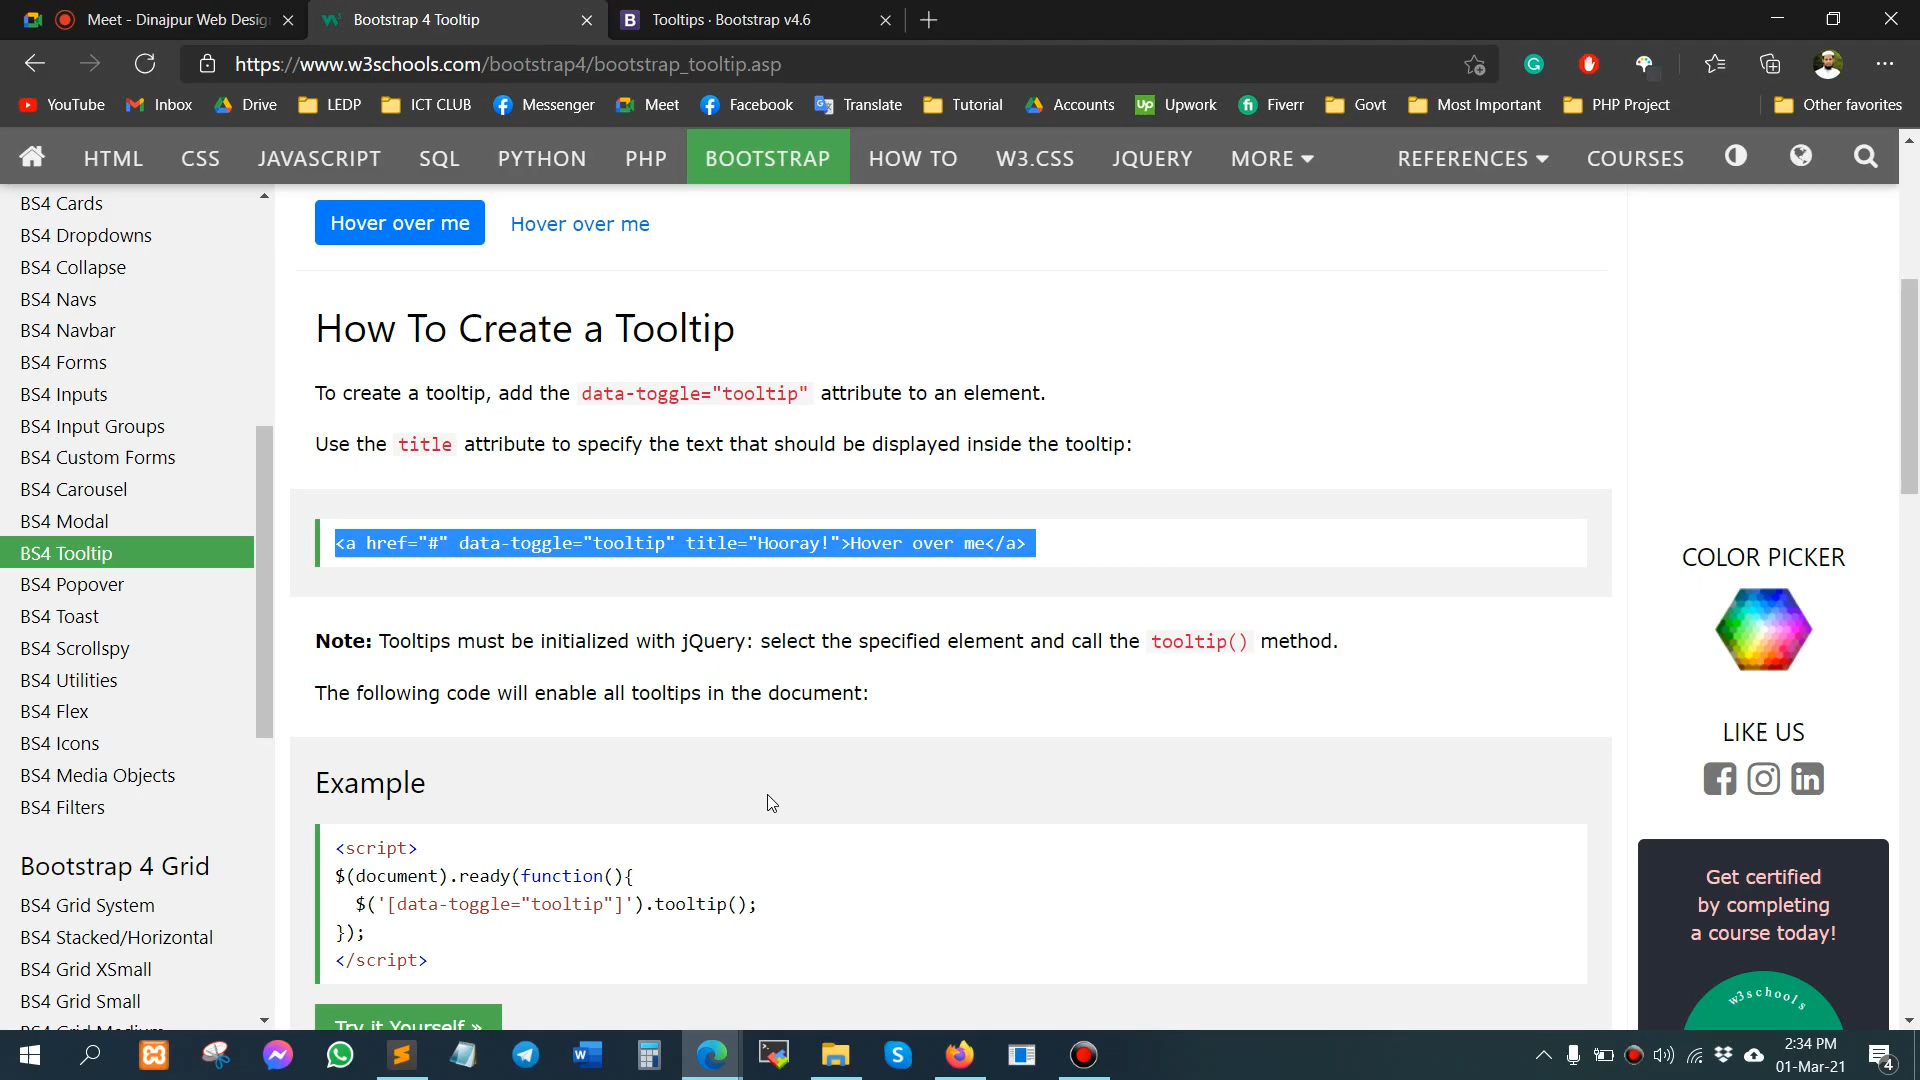 Meet - Dinajpur Web Desig
Bootstrap 4 Tooltip
Tooltips · Bootstrap v4.6
https://www.w3schools.com/bootstrap4/bootstrap_tooltip.asp
YouTube
Inbox
Drive
LEDP
ICT CLUB
Messenger
Meet
Facebook
Translate
Tutorial
Accounts
Upwork
Fiverr
Govt
Most Important
PHP Project
Other favorites
HTML
CSS
JAVASCRIPT
SQL
PYTHON
PHP
BOOTSTRAP
HOW TO
W3.CSS
JQUERY
MORE
REFERENCES
COURSES
BS4 Cards
BS4 Dropdowns
BS4 Collapse
BS4 Navs
BS4 Navbar
BS4 Forms
BS4 Inputs
BS4 Input Groups
BS4 Custom Forms
BS4 Carousel
BS4 Modal
BS4 Tooltip
BS4 Popover
BS4 Toast
BS4 Scrollspy
BS4 Utilities
BS4 Flex
BS4 Icons
BS4 Media Objects
BS4 Filters
Bootstrap 4 Grid
BS4 Grid System
BS4 Stacked/Horizontal
BS4 Grid XSmall
BS4 Grid Small
BS4 Grid Medium
Hover over me
Hover over me
How To Create a Tooltip
To create a tooltip, add the data-toggle="tooltip" attribute to an element.
Use the title attribute to specify the text that should be displayed inside the tooltip:
<a href="#" data-toggle="tooltip" title="Hooray!">Hover over me</a>
Note: Tooltips must be initialized with jQuery: select the specified element and call the tooltip() method.
The following code will enable all tooltips in the document:
Example
<script>
$(document).ready(function(){
$('[data-toggle="tooltip"]').tooltip();
});
</script>
Try it Yourself »
COLOR PICKER
LIKE US
Get certified
by completing
a course today!
w3schools
2:34 PM
01-Mar-21
4